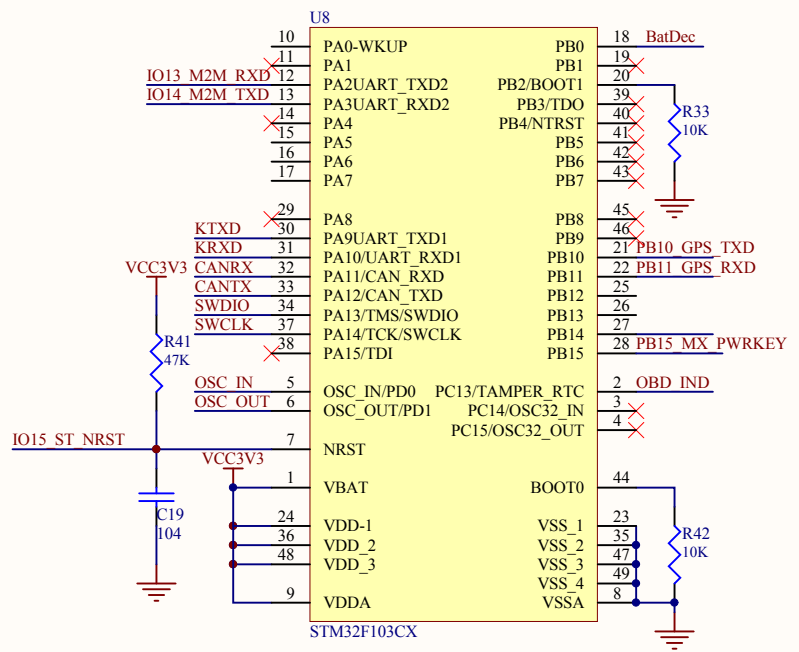 U8
10 PA0-WKUP PB0 18 BatDec
11 PA1 PB1 19
IO13_M2M_RXD 12 PA2UART_TXD2 PB2/BOOT1 20
IO14_M2M_TXD 13 PA3UART_RXD2 PB3/TDO 39
R33
10K
14 PA4 PB4/NTRST 40
15 PA5 PB5 41
16 PA6 PB6 42
17 PA7 PB7 43
29 PA8 PB8 45
KTXD 30 PA9UART_TXD1 PB9 46
KRXD 31 PA10/UART_RXD1 PB10 21 PB10_GPS_TXD
CANRX 32 PA11/CAN_RXD PB11 22 PB11_GPS_RXD
CANTX 33 PA12/CAN_TXD PB12 25
SWDIO 34 PA13/TMS/SWDIO PB13 26
SWCLK 37 PA14/TCK/SWCLK PB14 27
38 PA15/TDI PB15 28 PB15_MX_PWRKEY
VCC3V3
R41
47K
OSC_IN 5 OSC_IN/PD0 PC13/TAMPER_RTC 2 OBD_IND
OSC_OUT 6 OSC_OUT/PD1 PC14/OSC32_IN 3
PC15/OSC32_OUT 4
IO15_ST_NRST 7 NRST
VCC3V3
1 VBAT BOOT0 44
C19
104
24 VDD-1 VSS_1 23
36 VDD_2 VSS_2 35
48 VDD_3 VSS_3 47
VSS_4 49
9 VDDA VSSA 8
R42
10K
STM32F103CX